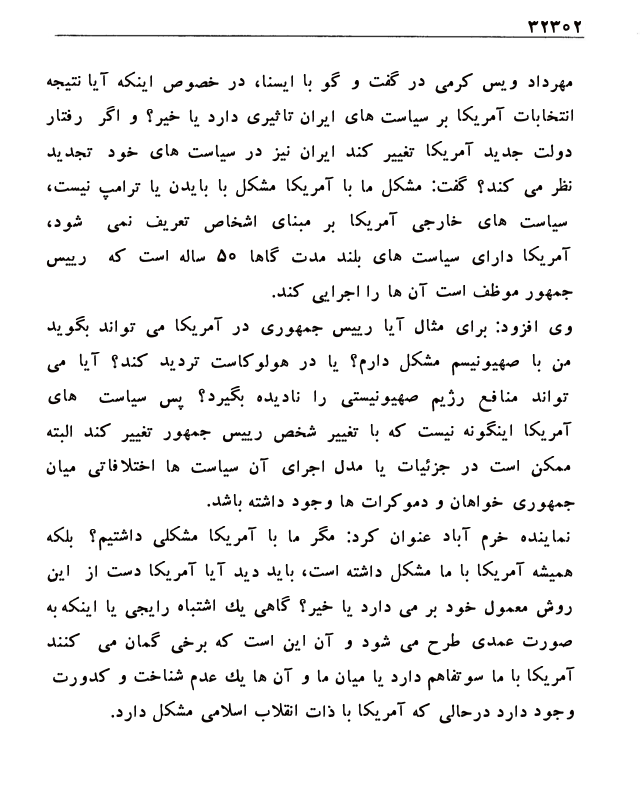 ۳۲۳۰۲
مهرداد ویس کرمی در گفت و گو با ایسنا، در خصوص اینکه آیا نتیجه
انتخابات آمریکا بر سیاست های ایران تاثیری دارد یا خیر؟ و اگر رفتار
دولت جدید آمریکا تغییر کند ایران نیز در سیاست های خود تجدید
نظر می کند؟ گفت: مشکل ما با آمریکا مشکل با بایدن یا ترامپ نیست،
سیاست های خارجی آمریکا بر مبنای اشخاص تعریف نمی شود،
آمریکا دارای سیاست های بلند مدت گاها ۵۰ ساله است که رییس
جمهور موظف است آن ها را اجرایی کند.
وی افزود: برای مثال آیا رییس جمهوری در آمریکا می تواند بگوید
من با صهیونیسم مشکل دارم؟ یا در هولوکاست تردید کند؟ آیا می
تواند منافع رژیم صهیونیستی را نادیده بگیرد؟ پس سیاست های
آمریکا اینگونه نیست که با تغییر شخص رییس جمهور تغییر کند البته
ممکن است در جزئیات یا مدل اجرای آن سیاست ها اختلافاتی میان
جمهوری خواهان و دموکرات ها وجود داشته باشد.
نماینده خرم آباد عنوان کرد: مگر ما با آمریکا مشکلی داشتیم؟ بلکه
همیشه آمریکا با ما مشکل داشته است، باید دید آیا آمریکا دست از این
روش معمول خود بر می دارد یا خیر؟ گاهی یك اشتباه رایجی یا اینکه به
صورت عمدی طرح می شود و آن این است که برخی گمان می کنند
آمریکا با ما سوتفاهم دارد یا میان ما و آن ها یك عدم شناخت و کدورت
وجود دارد درحالی که آمریکا با ذات انقلاب اسلامی مشکل دارد.